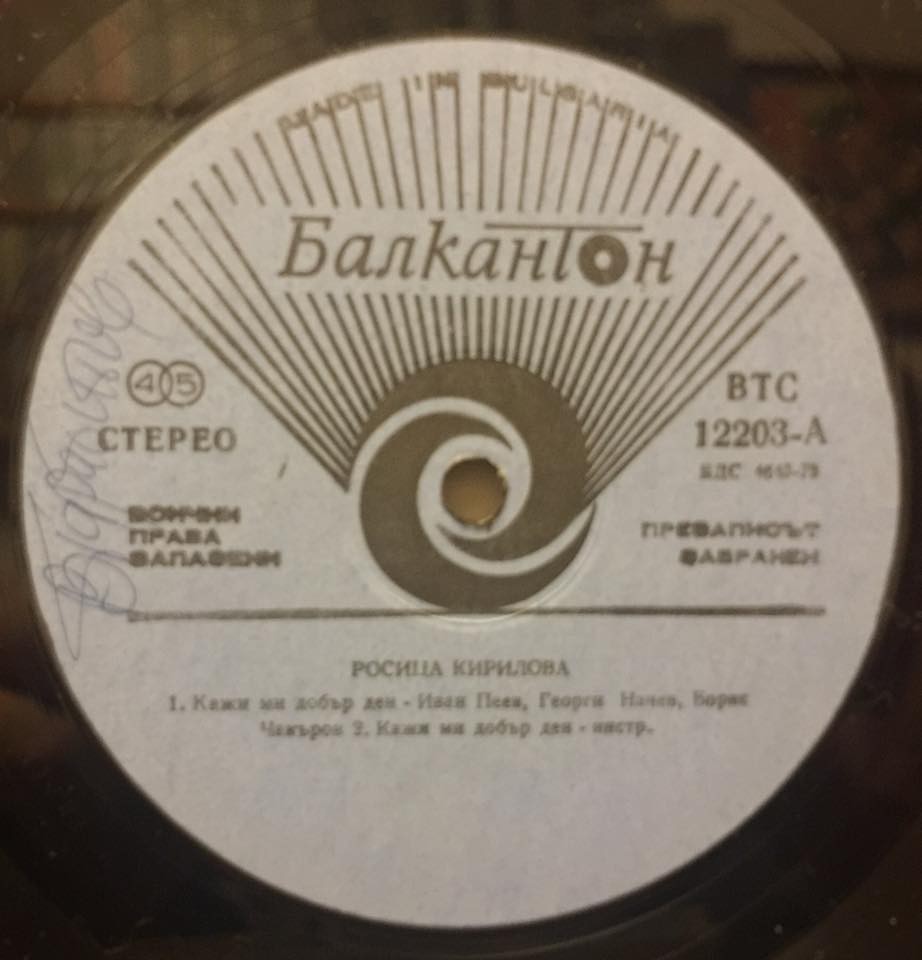 MADE IN BULGARIA
Балкантон
45
СТЕРЕО
ВТС
12203-А
БДС
ВСИЧКИ
ПРАВА
ЗАПАЗЕНИ
ПРЕЗАПИСЪТ
ЗАБРАНЕН
РОСИЦА КИРИЛОВА
1. Кажи ми добър ден - Иван Пеев, Георги Начев, Борис
Чакъров 2. Кажи ми добър ден - инстр.